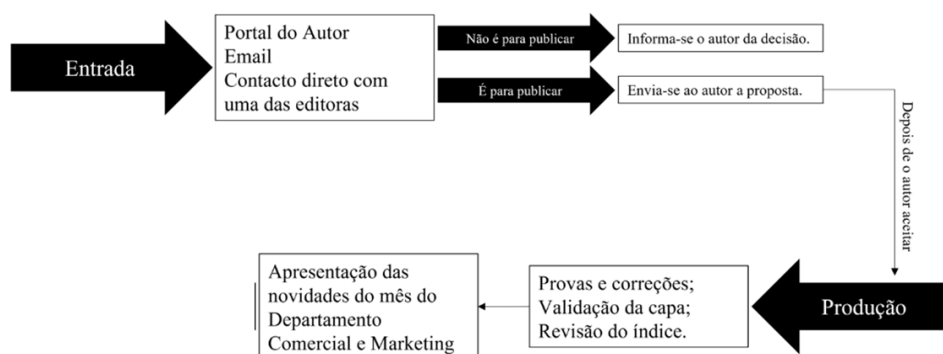 Entrada
Portal do Autor
Email
Contacto direto com
uma das editoras
Não é para publicar
Informa-se o autor da decisão.
É para publicar
Envia-se ao autor a proposta.
Depois de o autor aceitar
Produção
Provas e correções;
Validação da capa;
Revisão do índice.
Apresentação das
novidades do mês do
Departamento
Comercial e Marketing